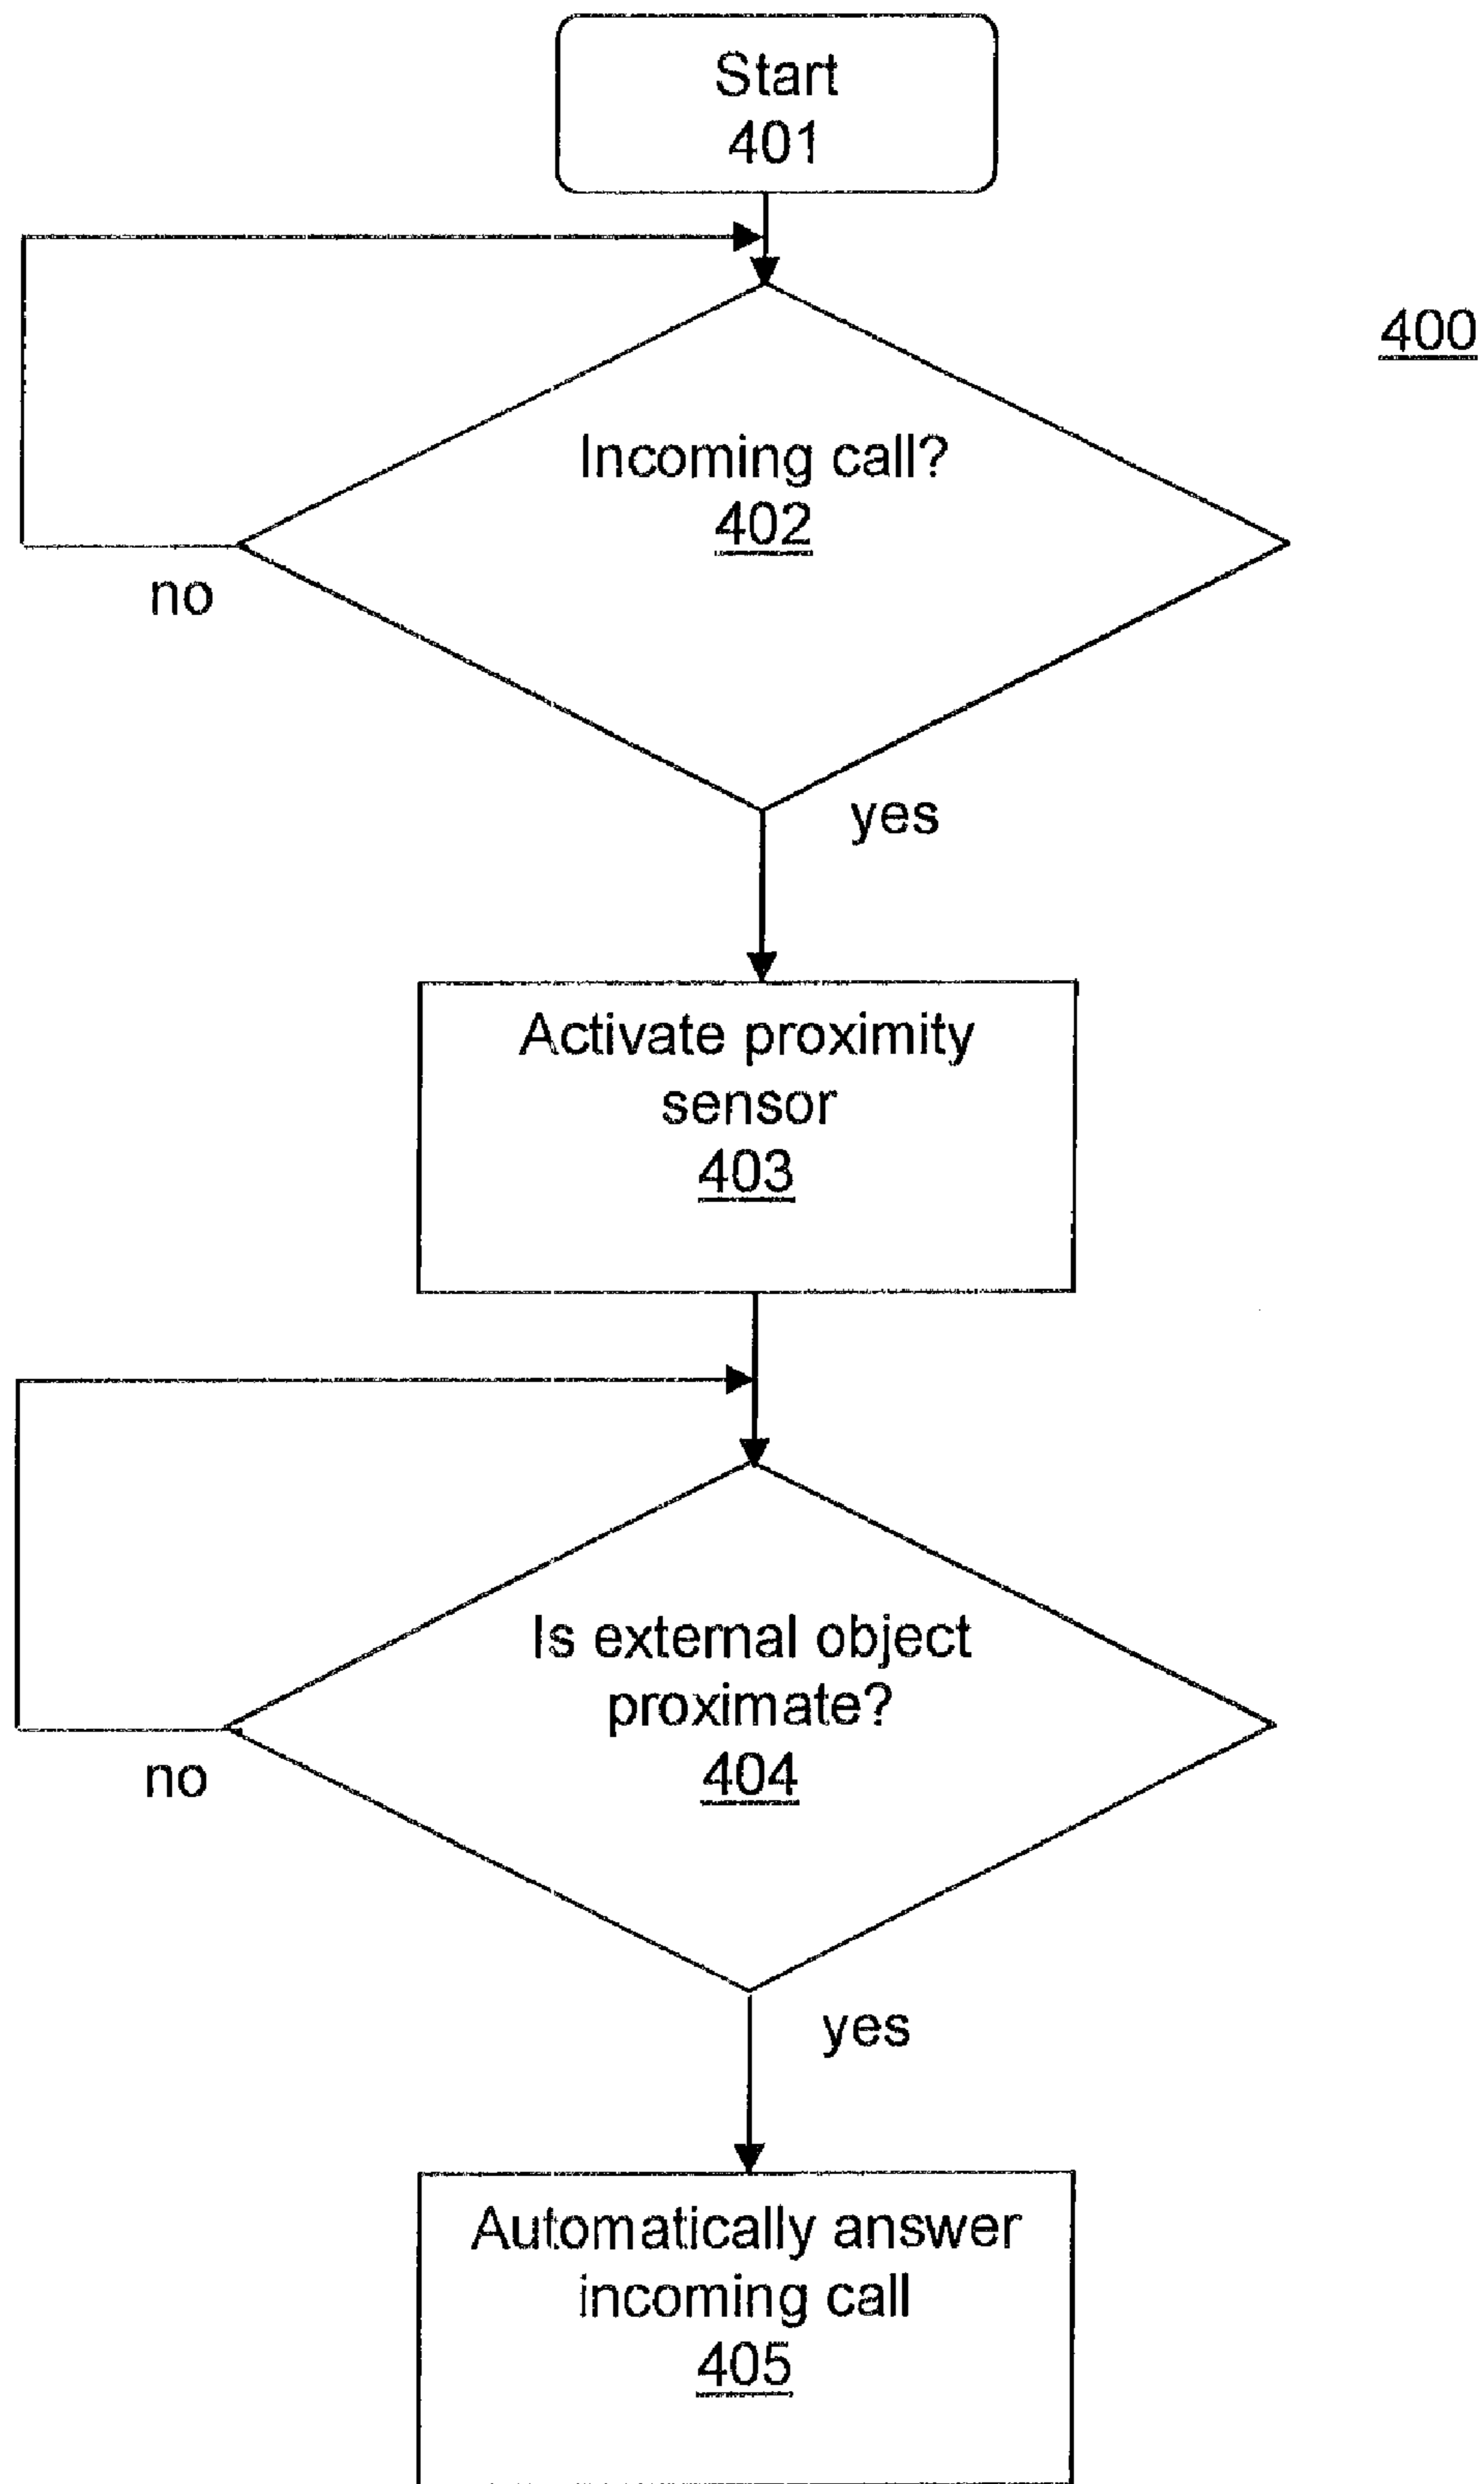 Start
401
400
Incoming call?
402
no
yes
Activate proximity
sensor
403
Is external object
proximate?
404
no
yes
Automatically answer
incoming call
405